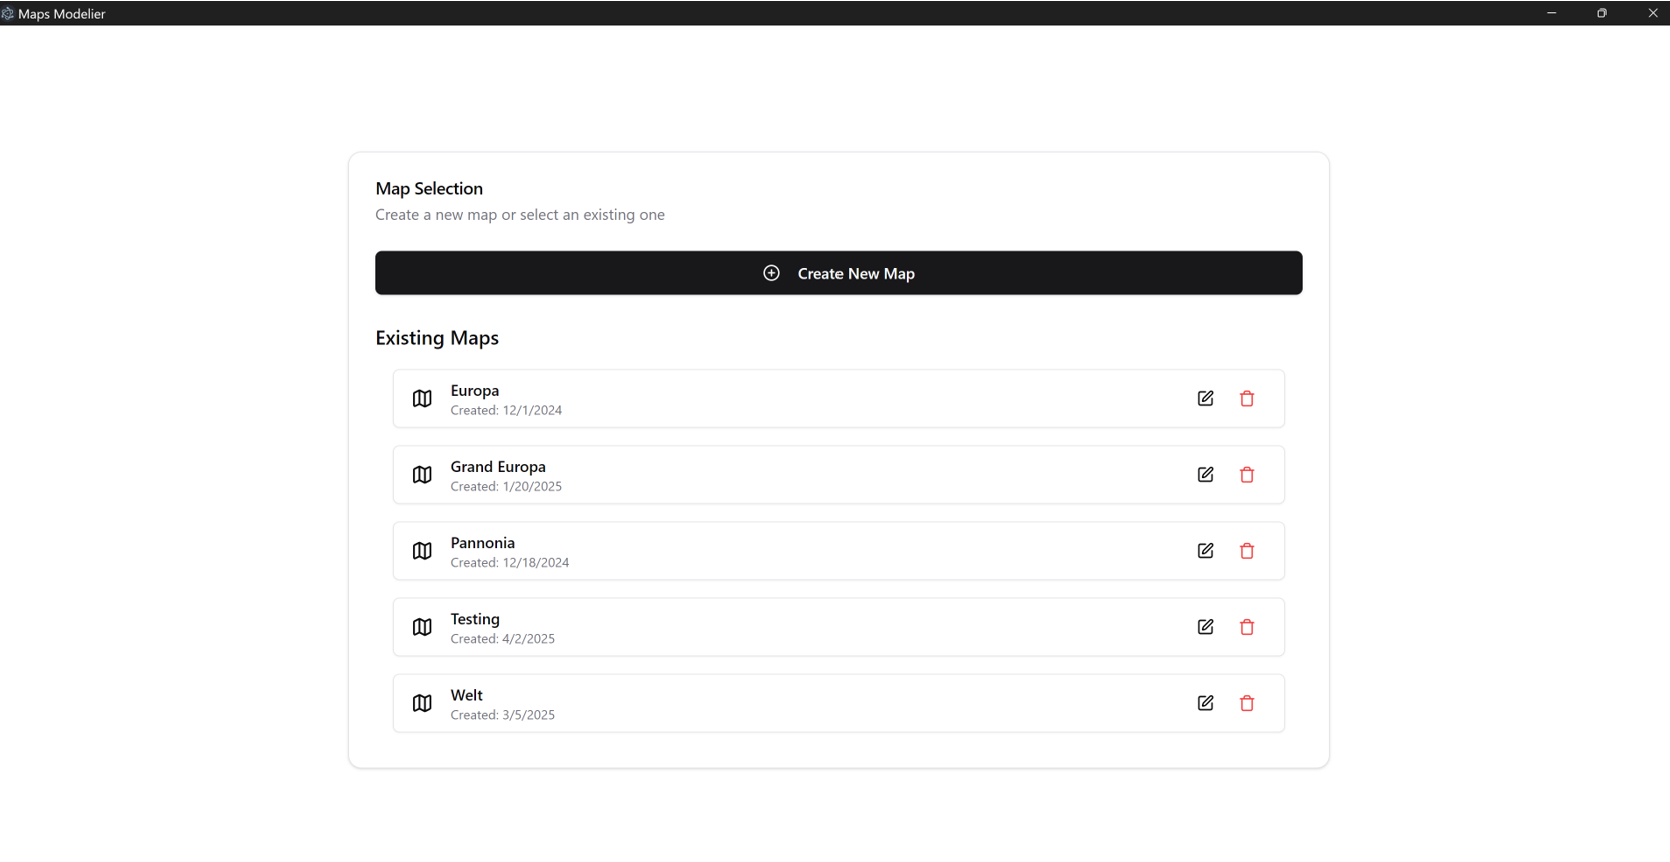 Maps Modelier
Map Selection
Create a new map or select an existing one
Create New Map
Existing Maps
Europa
Created: 12/1/2024
Grand Europa
Created: 1/20/2025
Pannonia
Created: 12/18/2024
Testing
Created: 4/2/2025
Welt
Created: 3/5/2025